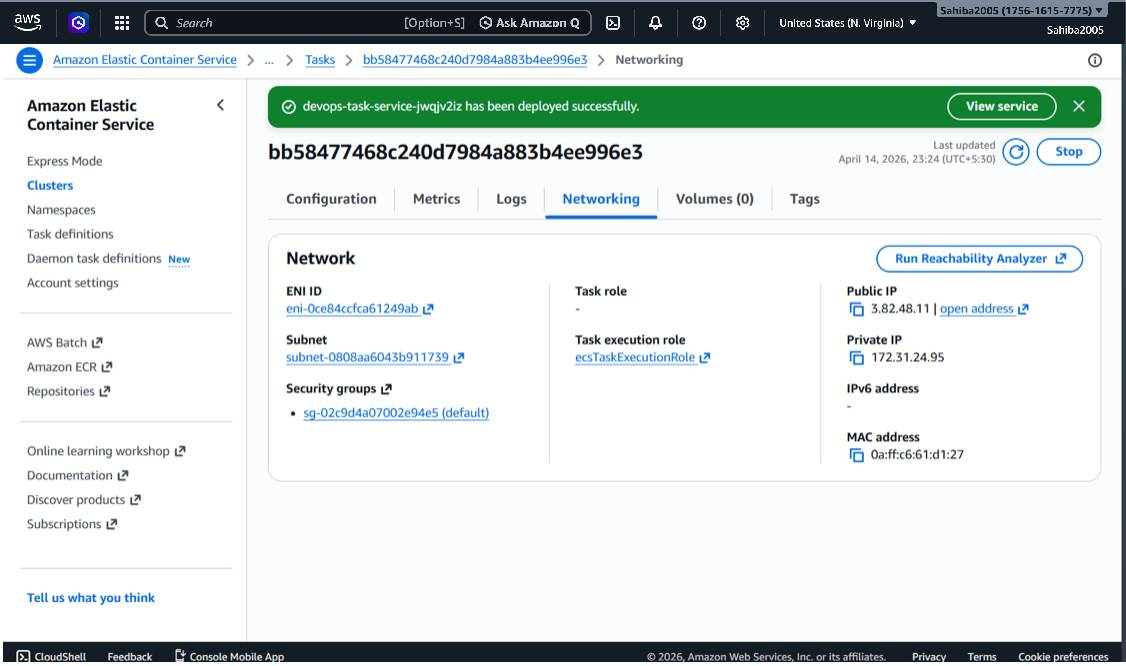 aws
Search [Option+S] Ask Amazon Q United States (N. Virginia) Sahiba2005 (1756-1615-7775)
Sahiba2005
Amazon Elastic Container Service ... Tasks bb58477468c240d7984a883b4ee996e3 Networking
Amazon Elastic
Container Service
Express Mode
Clusters
Namespaces
Task definitions
Daemon task definitions New
Account settings
AWS Batch
Amazon ECR
Repositories
Online learning workshop
Documentation
Discover products
Subscriptions
Tell us what you think
devops-task-service-jwqjv2iz has been deployed successfully. View service
bb58477468c240d7984a883b4ee996e3
Last updated
April 14, 2026, 23:24 (UTC+5:30)
Stop
Configuration Metrics Logs Networking Volumes (0) Tags
Network
Run Reachability Analyzer
ENI ID
eni-0ce84ccfca61249ab
Subnet
subnet-0808aa6043b911739
Security groups
• sg-02c9d4a07002e94e5 (default)
Task role
-
Task execution role
ecsTaskExecutionRole
Public IP
3.82.48.11 | open address
Private IP
172.31.24.95
IPv6 address
-
MAC address
0a:ff:c6:61:d1:27
CloudShell Feedback Console Mobile App © 2026, Amazon Web Services, Inc. or its affiliates. Privacy Terms Cookie preferences